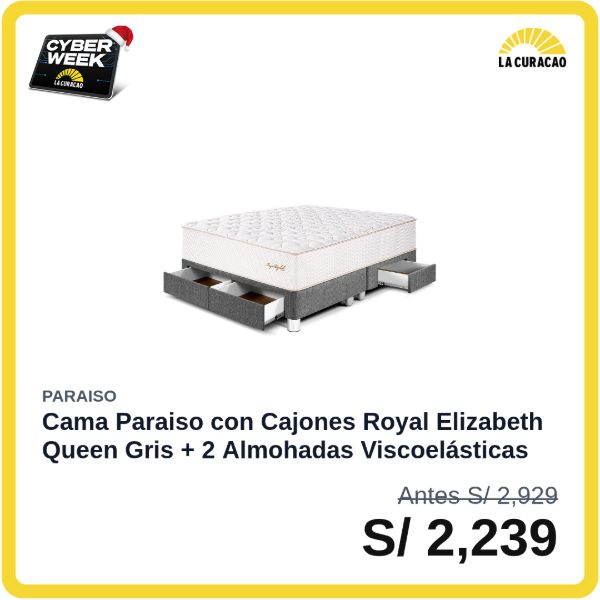 CYBER
WEEK
LA CURACAO
LA CURACAO
PARAISO
Cama Paraiso con Cajones Royal Elizabeth
Queen Gris + 2 Almohadas Viscoelásticas
Antes S/ 2,929
S/ 2,239